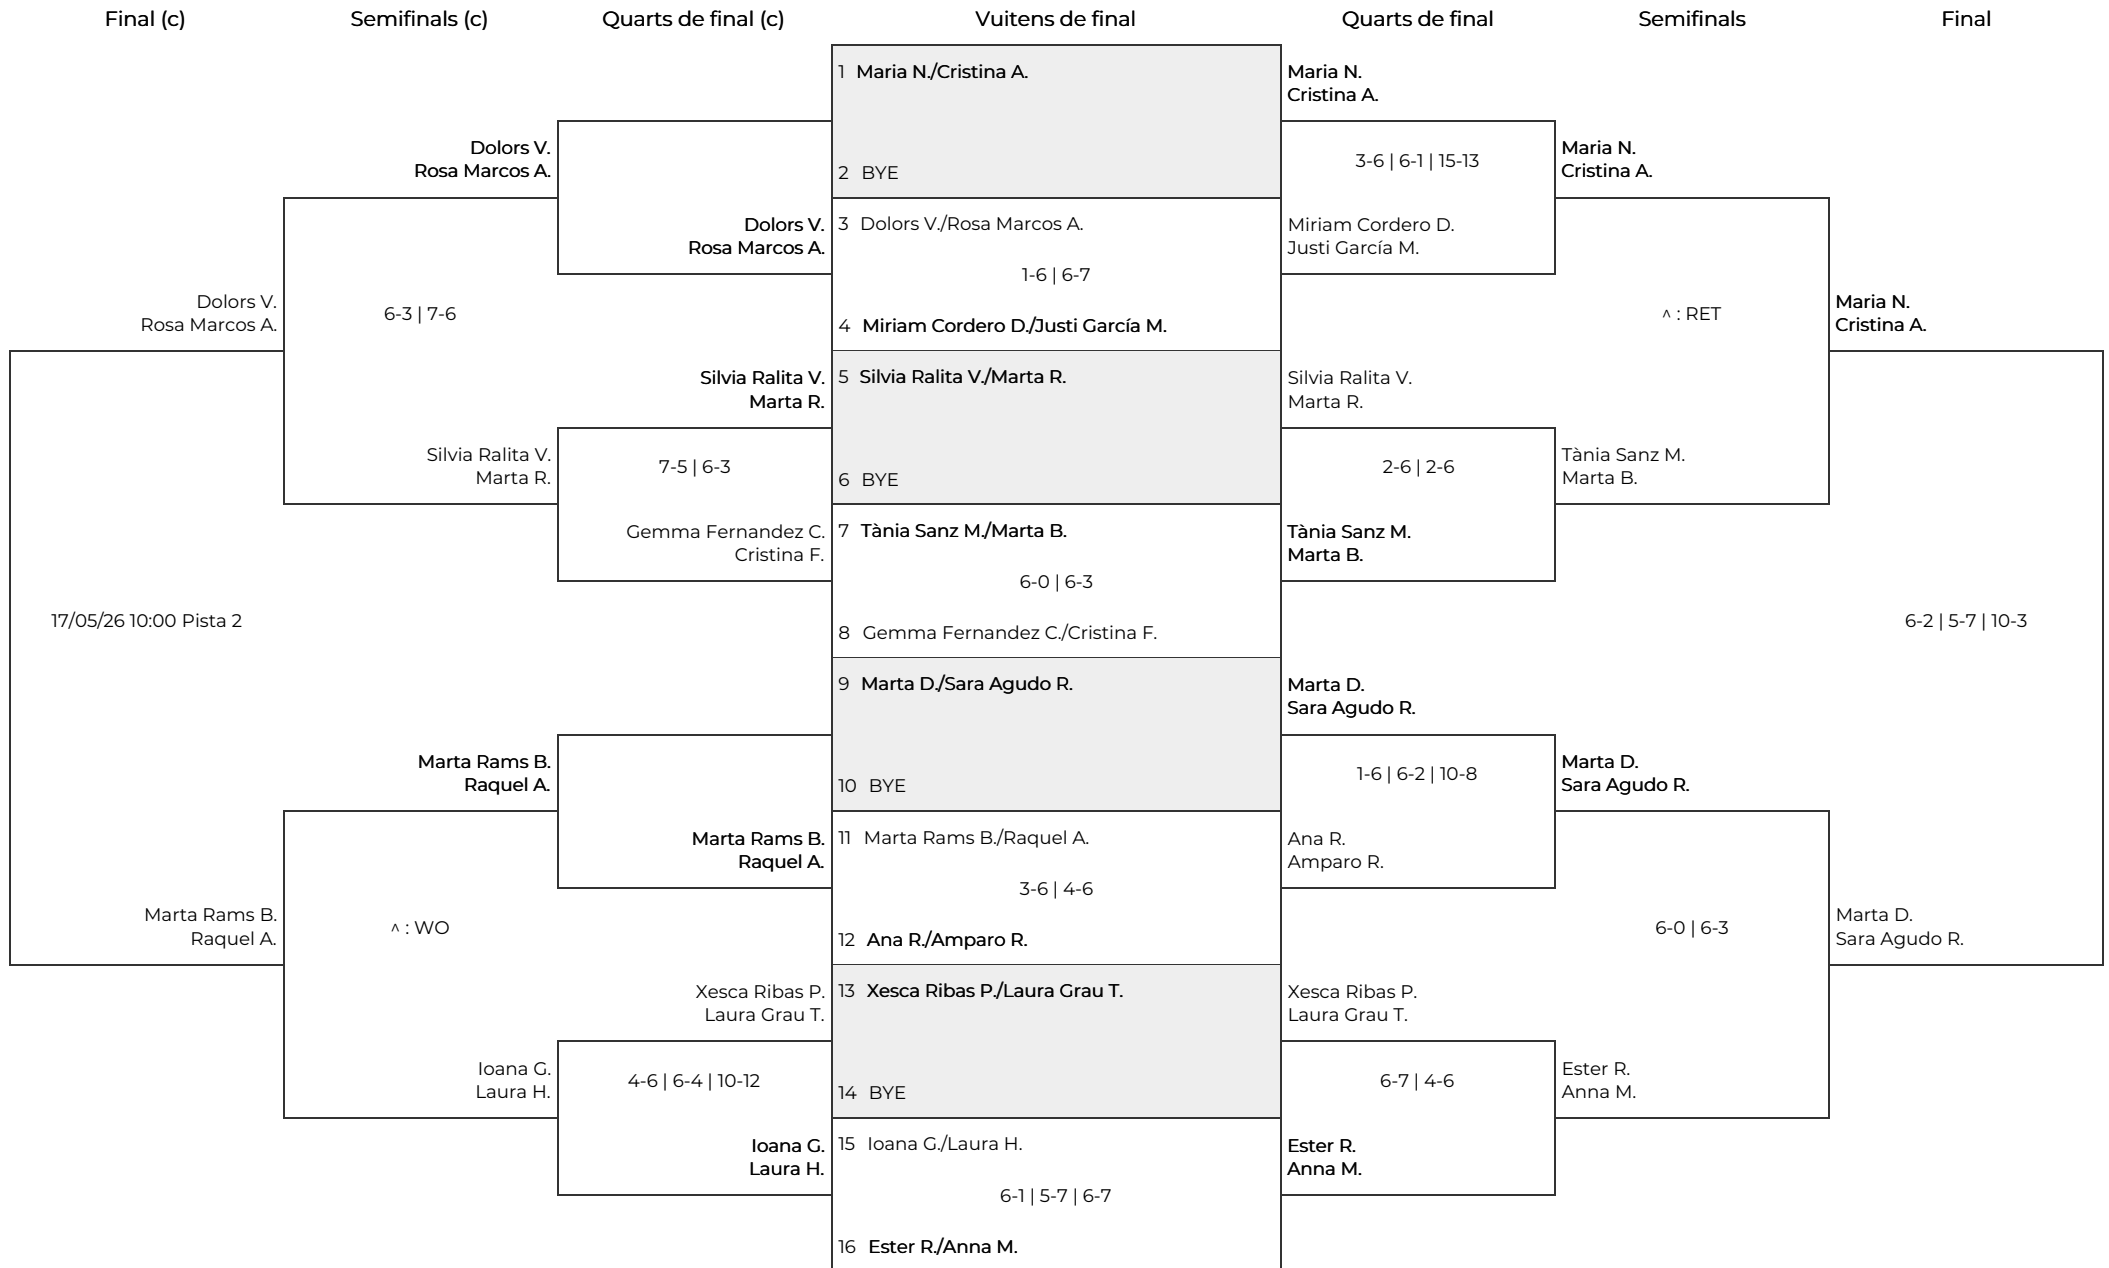 Final (c)
Semifinals (c)
Quarts de final (c)
Vuitens de final
Quarts de final
Semifinals
Final
Dolors V.
Rosa Marcos A.
17/05/26 10:00 Pista 2
Marta Rams B.
Raquel A.
Dolors V.
Rosa Marcos A.
6-3 | 7-6
Silvia Ralita V.
Marta R.
Marta Rams B.
Raquel A.
^ : WO
Ioana G.
Laura H.
Dolors V.
Rosa Marcos A.
Silvia Ralita V.
Marta R.
7-5 | 6-3
Gemma Fernandez C.
Cristina F.
Marta Rams B.
Raquel A.
Xesca Ribas P.
Laura Grau T.
4-6 | 6-4 | 10-12
Ioana G.
Laura H.
1 Maria N./Cristina A.
2 BYE
3 Dolors V./Rosa Marcos A.
1-6 | 6-7
4 Miriam Cordero D./Justi García M.
5 Silvia Ralita V./Marta R.
6 BYE
7 Tània Sanz M./Marta B.
6-0 | 6-3
8 Gemma Fernandez C./Cristina F.
9 Marta D./Sara Agudo R.
10 BYE
11 Marta Rams B./Raquel A.
3-6 | 4-6
12 Ana R./Amparo R.
13 Xesca Ribas P./Laura Grau T.
14 BYE
15 Ioana G./Laura H.
6-1 | 5-7 | 6-7
16 Ester R./Anna M.
Maria N.
Cristina A.
3-6 | 6-1 | 15-13
Miriam Cordero D.
Justi García M.
Silvia Ralita V.
Marta R.
2-6 | 2-6
Tània Sanz M.
Marta B.
Marta D.
Sara Agudo R.
1-6 | 6-2 | 10-8
Ana R.
Amparo R.
Xesca Ribas P.
Laura Grau T.
6-7 | 4-6
Ester R.
Anna M.
Maria N.
Cristina A.
^ : RET
Tània Sanz M.
Marta B.
Marta D.
Sara Agudo R.
6-0 | 6-3
Ester R.
Anna M.
Maria N.
Cristina A.
6-2 | 5-7 | 10-3
Marta D.
Sara Agudo R.